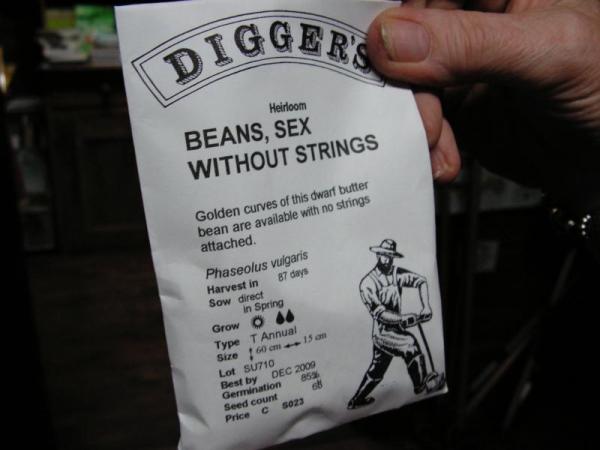 DIGGER'S
Heirloom
BEANS, SEX
WITHOUT STRINGS
Golden curves of this dwarf butter
bean are available with no strings
attached.
Phaseolus vulgaris
Harvest in 87 days
Sow direct
in Spring
Grow
Type T Annual
Size 60 cm 15 cm
Lot SU710
Best by DEC 2009
Germination 85%
Seed count
Price C S023